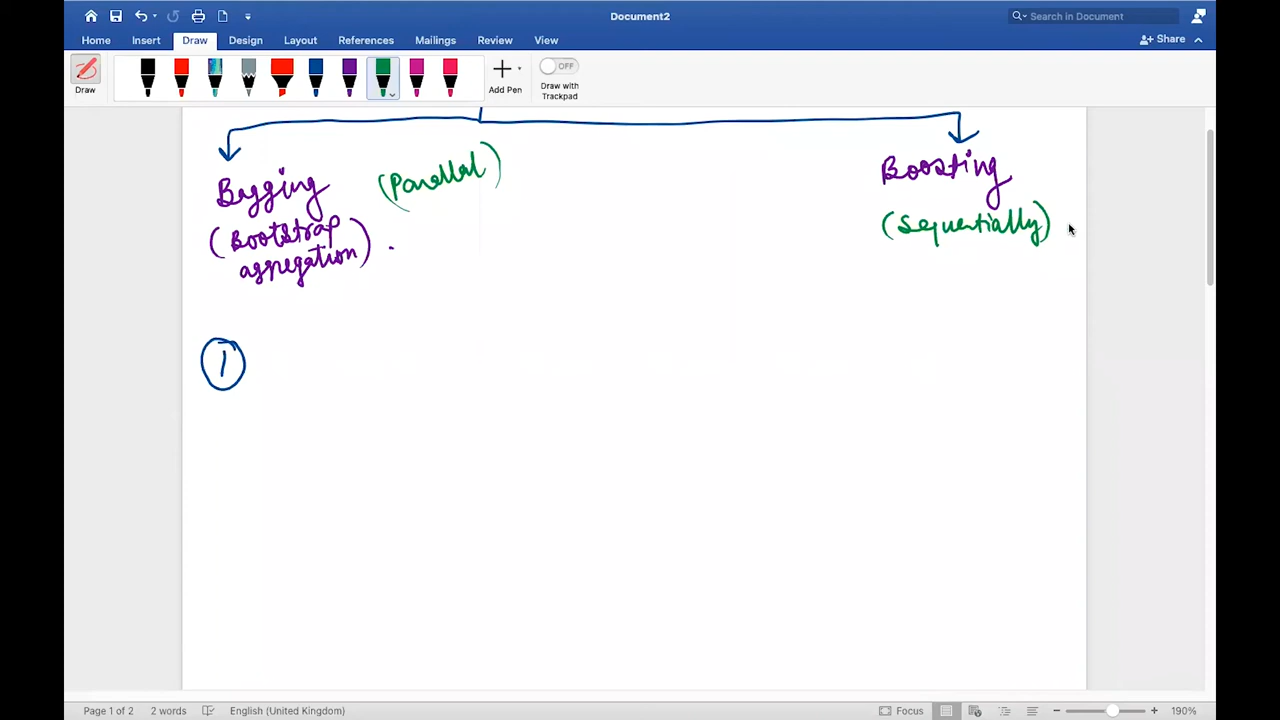 Document2
Search in Document
Home Insert Draw Design Layout References Mailings Review View
Share
OFF
Draw
Add Pen
Draw with
Trackpad
Bagging (Parallel) Boosting
(Bootstrap
aggregation) (Sequentially)
1
Page 1 of 2 2 words English (United Kingdom) Focus 190%